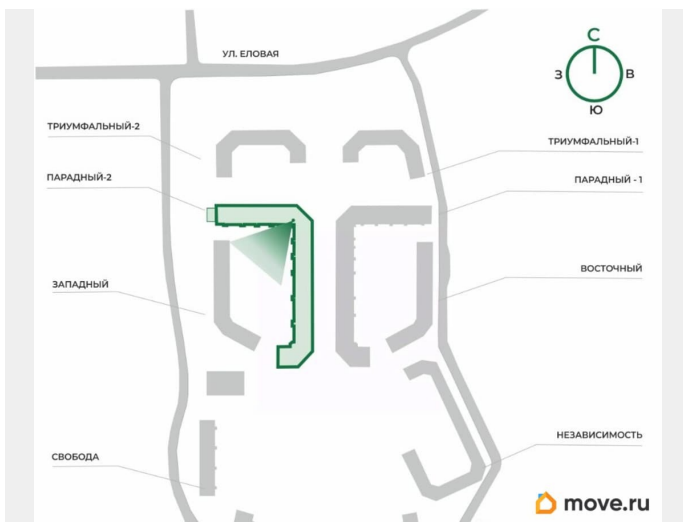 УЛ. ЕЛОВАЯ
С
З
В
Ю
ТРИУМФАЛЬНЫЙ-2
ТРИУМФАЛЬНЫЙ-1
ПАРАДНЫЙ-2
ПАРАДНЫЙ - 1
ЗАПАДНЫЙ
ВОСТОЧНЫЙ
НЕЗАВИСИМОСТЬ
СВОБОДА
move.ru